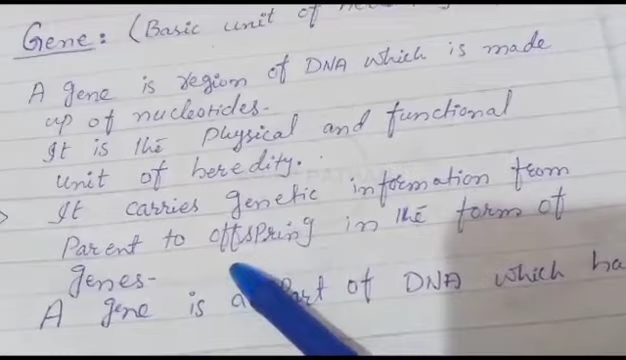 Gene: (Basic unit of
A gene is region of DNA which is made
up of nucleotides-
It is the Physical and functional
unit of heredity.
It carries genetic information from
Parent to offspring in the form of
genes-
A gene is a Part of DNA which ha